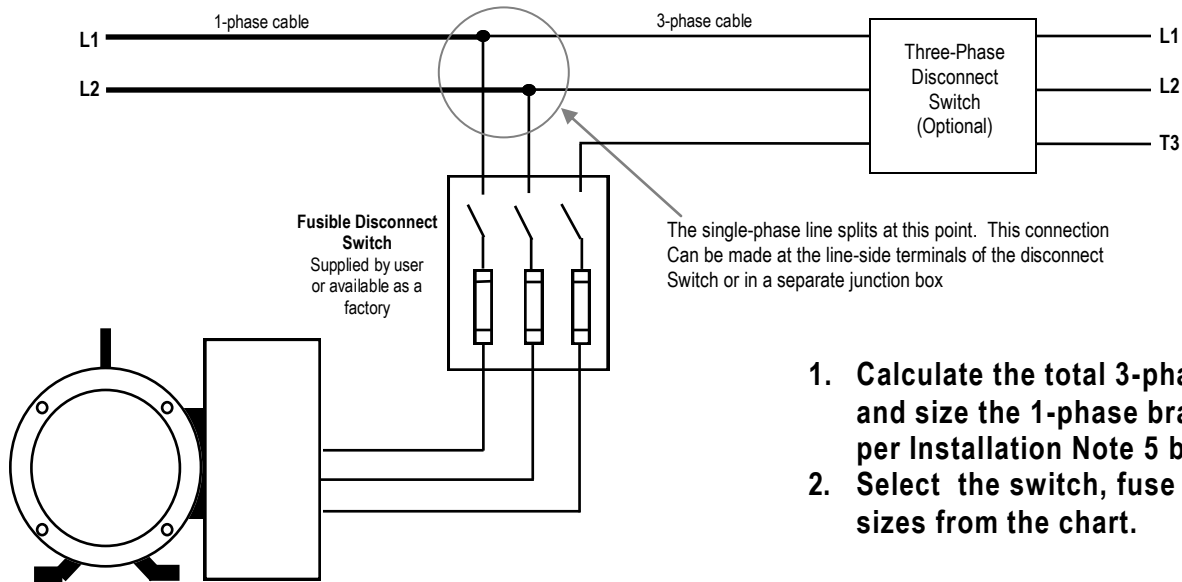 1-phase cable
3-phase cable
L1
L2
Three-Phase
Disconnect
Switch
(Optional)
L1
L2
T3
Fusible Disconnect
Switch
Supplied by user
or available as a
factory
The single-phase line splits at this point. This connection
Can be made at the line-side terminals of the disconnect
Switch or in a separate junction box
1. Calculate the total 3-pha
and size the 1-phase bra
per Installation Note 5 b
2. Select the switch, fuse
sizes from the chart.